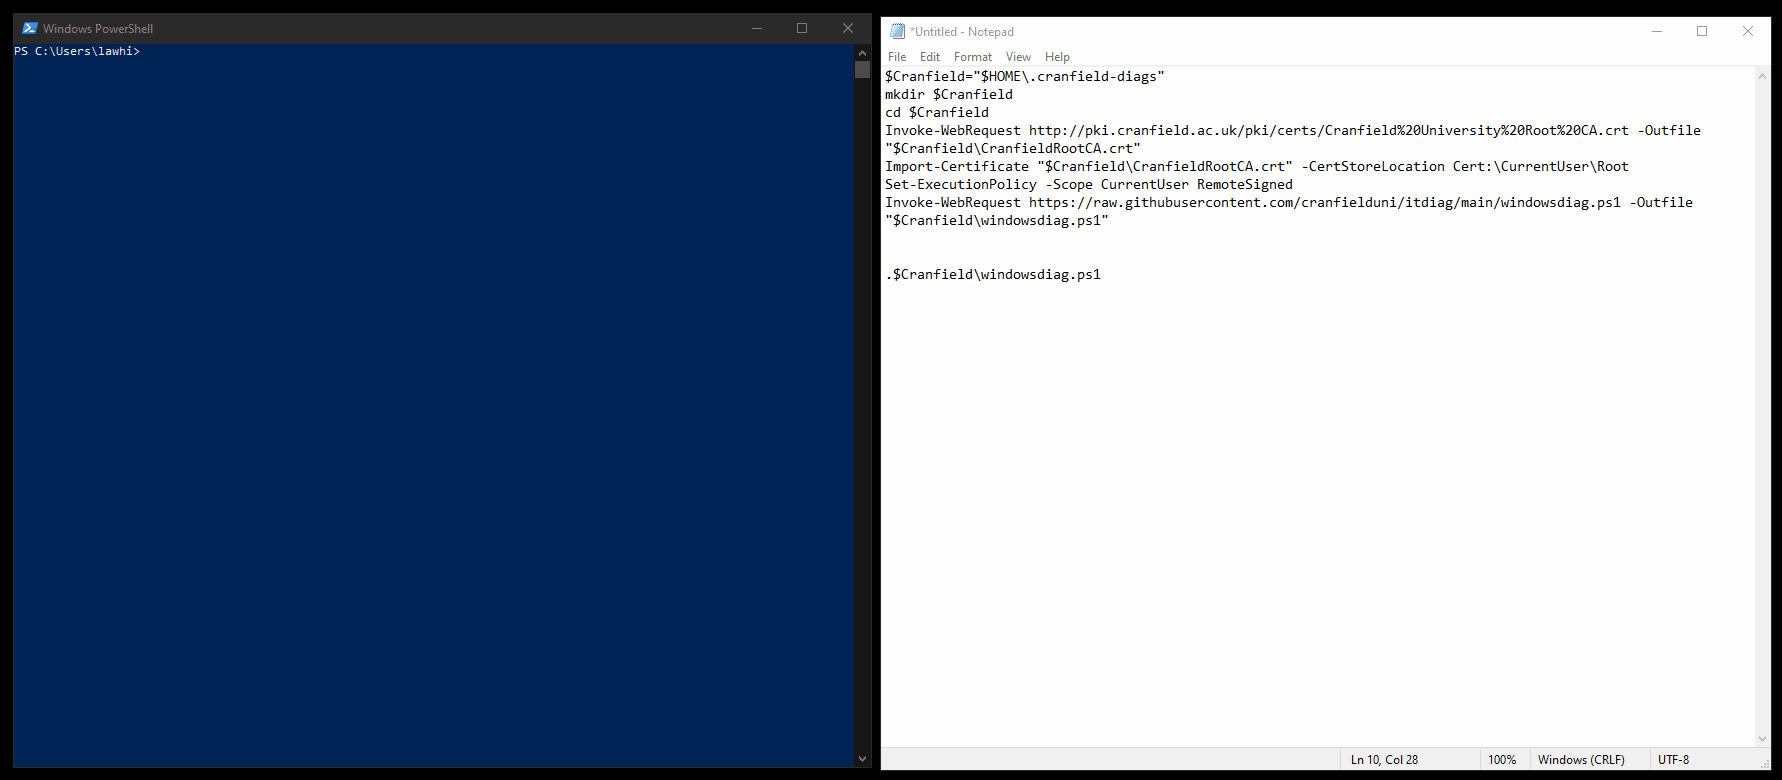 Windows PowerShell
PS C:\Users\lawhi>
*Untitled - Notepad
File Edit Format View Help
$Cranfield="$HOME\.cranfield-diags"
mkdir $Cranfield
cd $Cranfield
Invoke-WebRequest http://pki.cranfield.ac.uk/pki/certs/Cranfield%20University%20Root%20CA.crt -Outfile
"$Cranfield\CranfieldRootCA.crt"
Import-Certificate "$Cranfield\CranfieldRootCA.crt" -CertStoreLocation Cert:\CurrentUser\Root
Set-ExecutionPolicy -Scope CurrentUser RemoteSigned
Invoke-WebRequest https://raw.githubusercontent.com/cranfielduni/itdiag/main/windowsdiag.ps1 -Outfile
"$Cranfield\windowsdiag.ps1"
.$Cranfield\windowsdiag.ps1
Ln 10, Col 28 100% Windows (CRLF) UTF-8